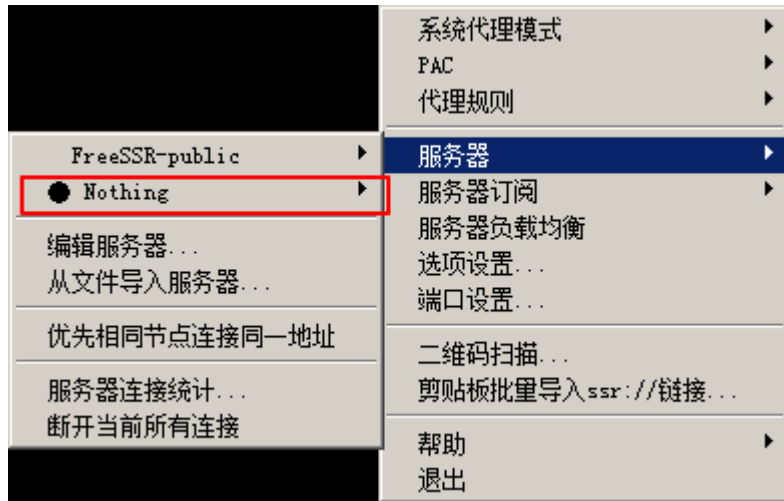 系统代理模式
PAC
代理规则
服务器
服务器订阅
服务器负载均衡
选项设置...
端口设置...
二维码扫描...
剪贴板批量导入ssr://链接...
帮助
退出
FreeSSR-public
Nothing
编辑服务器...
从文件导入服务器...
优先相同节点连接同一地址
服务器连接统计...
断开当前所有连接